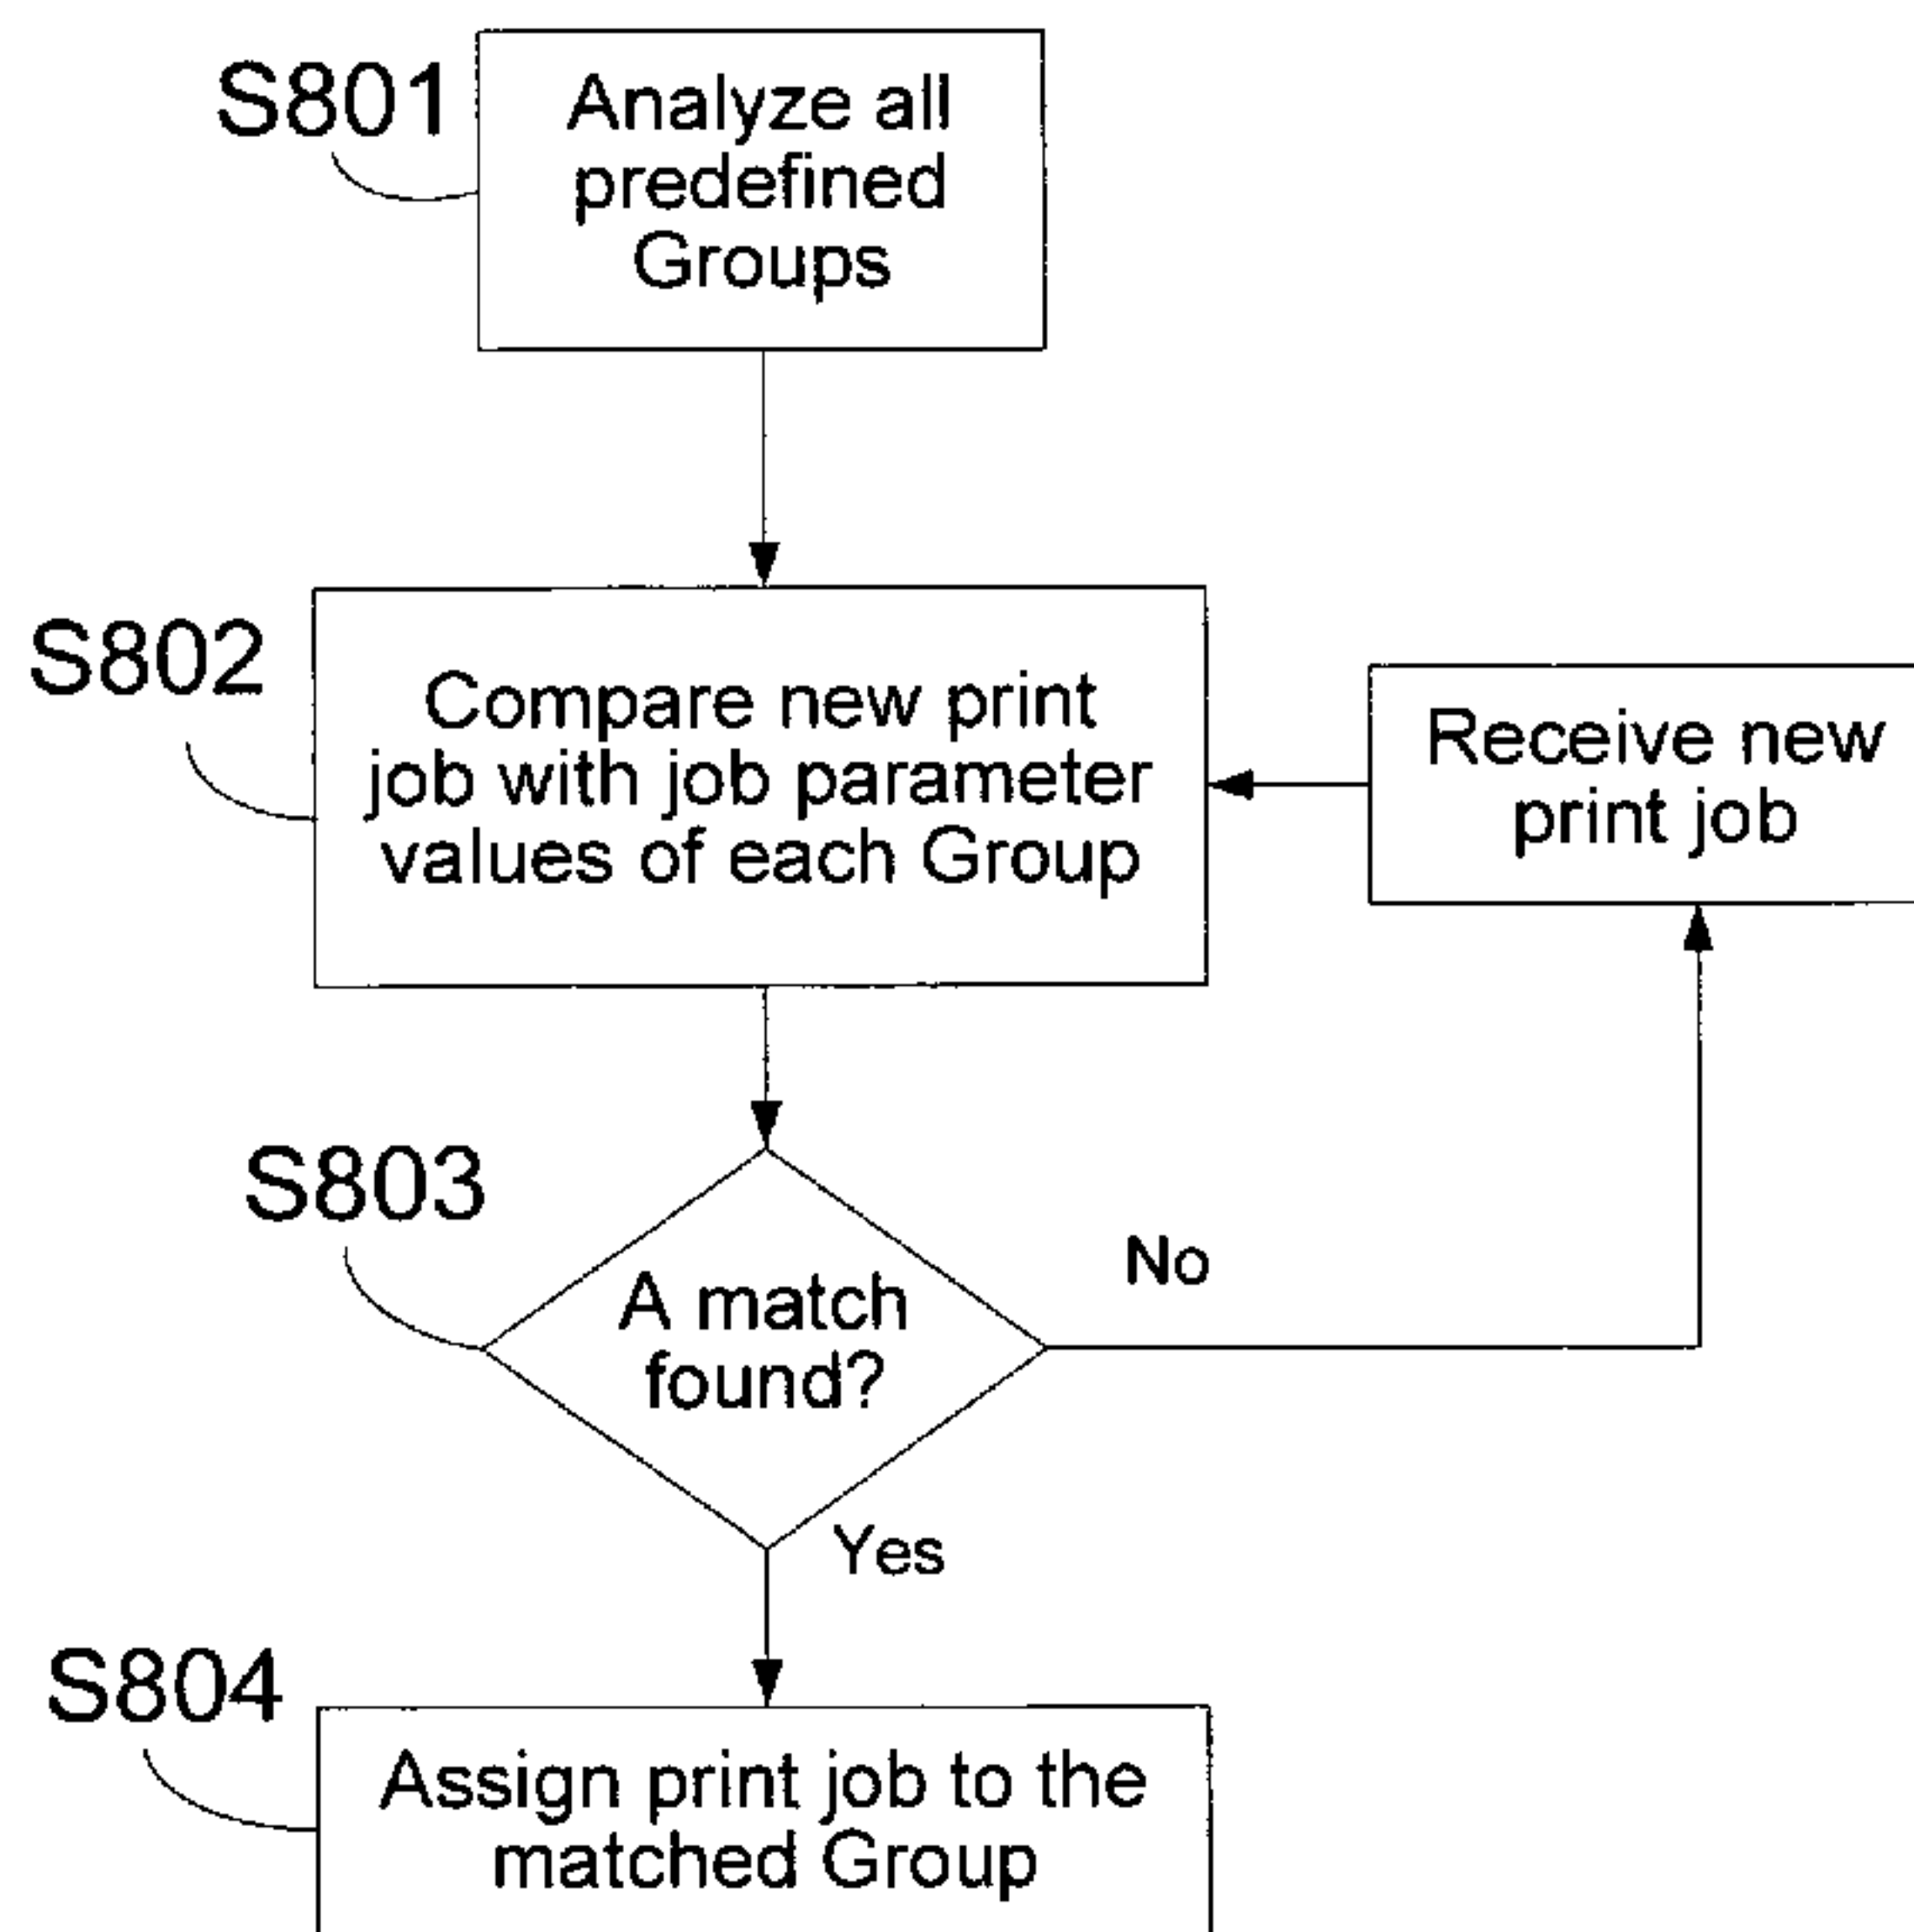 S801
Analyze all
predefined
Groups
S802
Compare new print
job with job parameter
values of each Group
Receive new
print job
S803
A match
found?
No
Yes
S804
Assign print job to the
matched Group